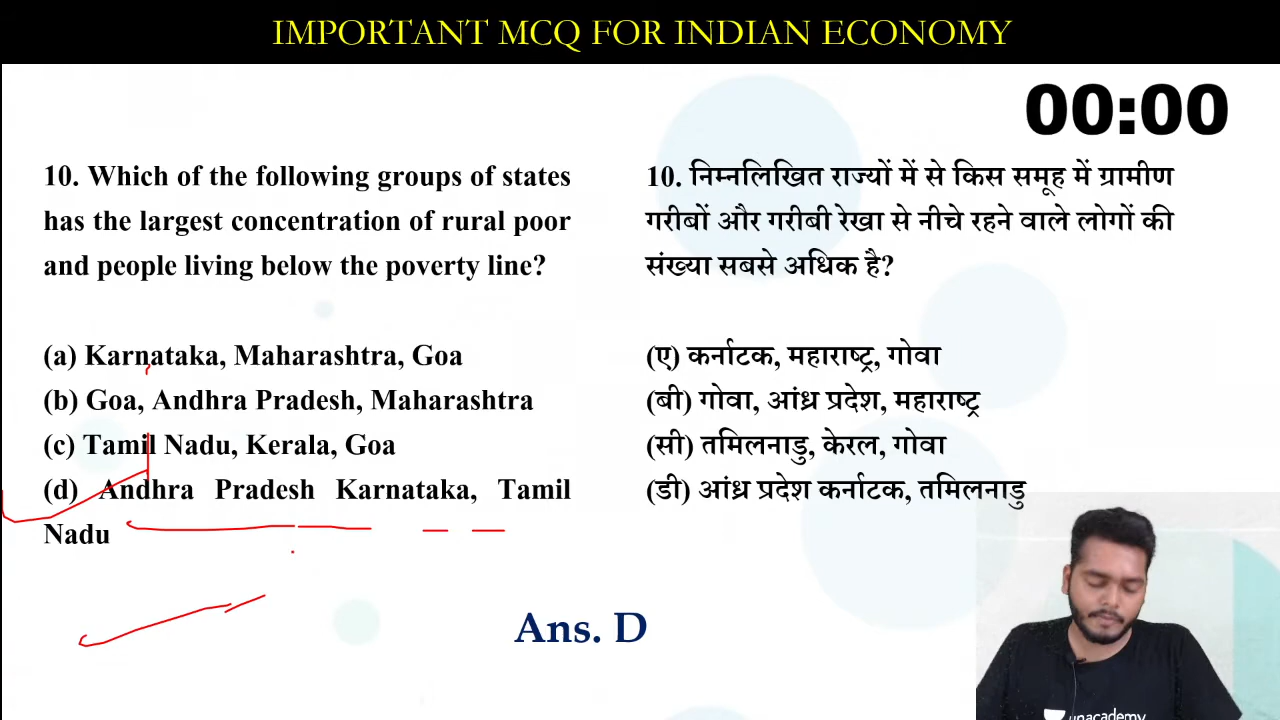 IMPORTANT MCQ FOR INDIAN ECONOMY
00:00
10. Which of the following groups of states
has the largest concentration of rural poor
and people living below the poverty line?
(a) Karnataka, Maharashtra, Goa
(b) Goa, Andhra Pradesh, Maharashtra
(c) Tamil Nadu, Kerala, Goa
(d) Andhra Pradesh Karnataka, Tamil
Nadu
10. निम्नलिखित राज्यों में से किस समूह में ग्रामीण
गरीबों और गरीबी रेखा से नीचे रहने वाले लोगों की
संख्या सबसे अधिक है?
(ए) कर्नाटक, महाराष्ट्र, गोवा
(बी) गोवा, आंध्र प्रदेश, महाराष्ट्र
(सी) तमिलनाडु, केरल, गोवा
(डी) आंध्र प्रदेश कर्नाटक, तमिलनाडु
Ans. D
unacademy